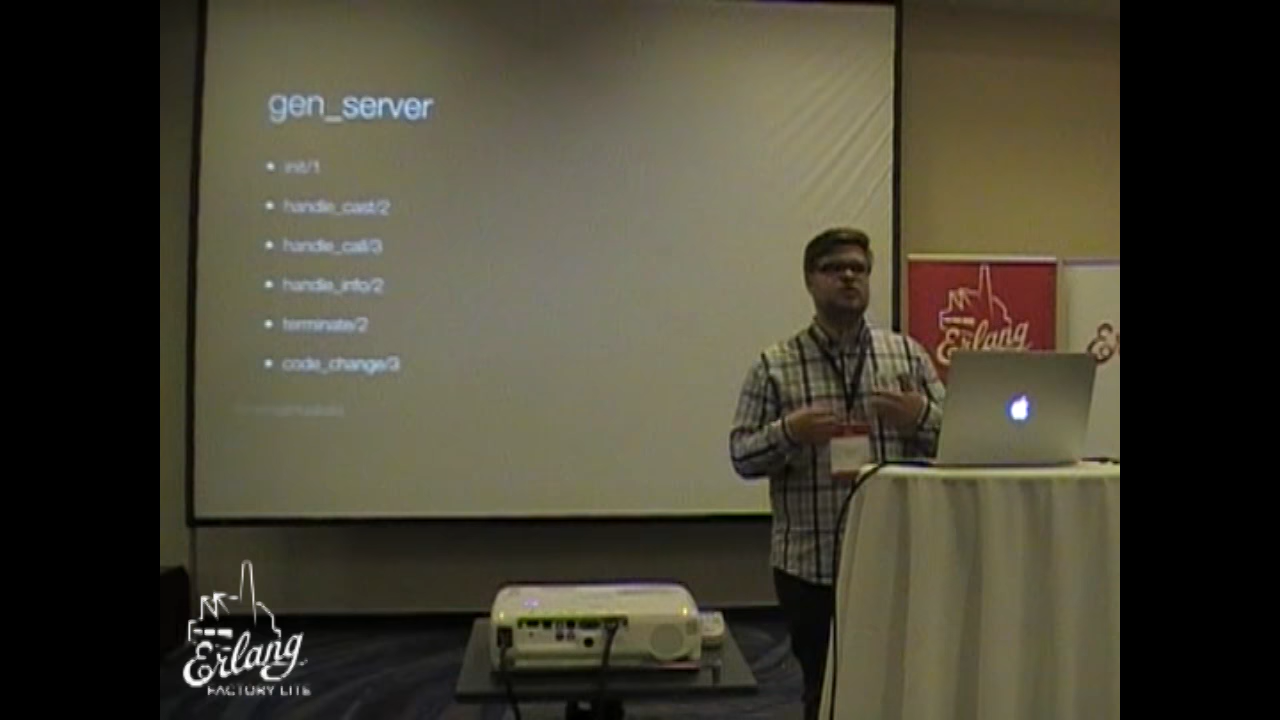 gen_server
• init/1
• handle_cast/2
• handle_call/3
• handle_info/2
• terminate/2
• code_change/3
Erlang
Erlang
FACTORY LITE